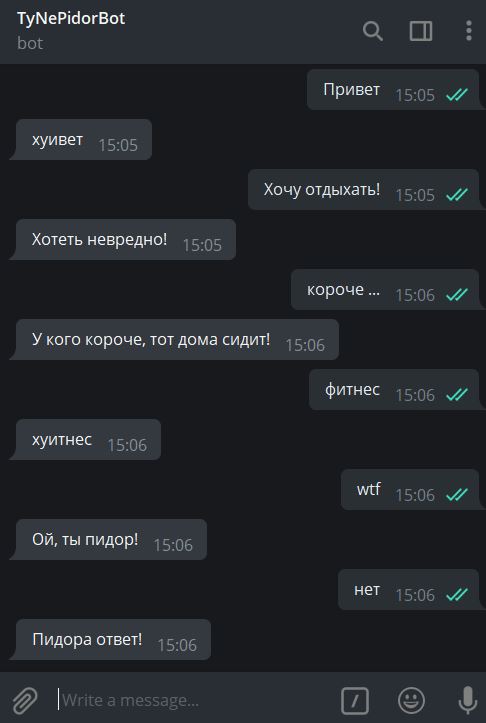 TyNePidorBot
bot
Привет 15:05
хуивет 15:05
Хочу отдыхать! 15:05
Хотеть невредно! 15:05
короче ... 15:06
У кого короче, тот дома сидит! 15:06
фитнес 15:06
хуитнес 15:06
wtf 15:06
Ой, ты пидор! 15:06
нет 15:06
Пидора ответ! 15:06
Write a message...